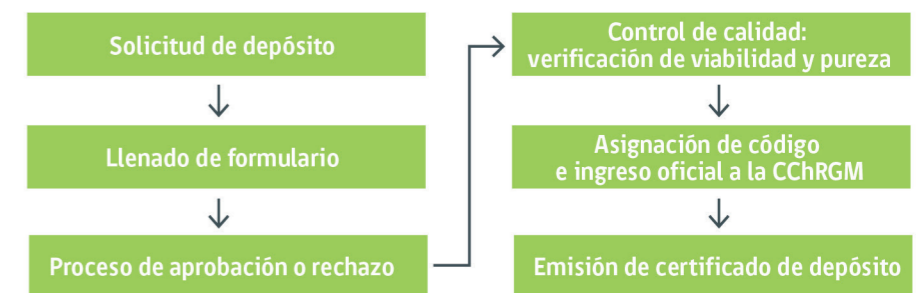 Solicitud de depósito
Llenado de formulario
Proceso de aprobación o rechazo
Control de calidad:
verificación de viabilidad y pureza
Asignación de código
e ingreso oficial a la CChRGM
Emisión de certificado de depósito